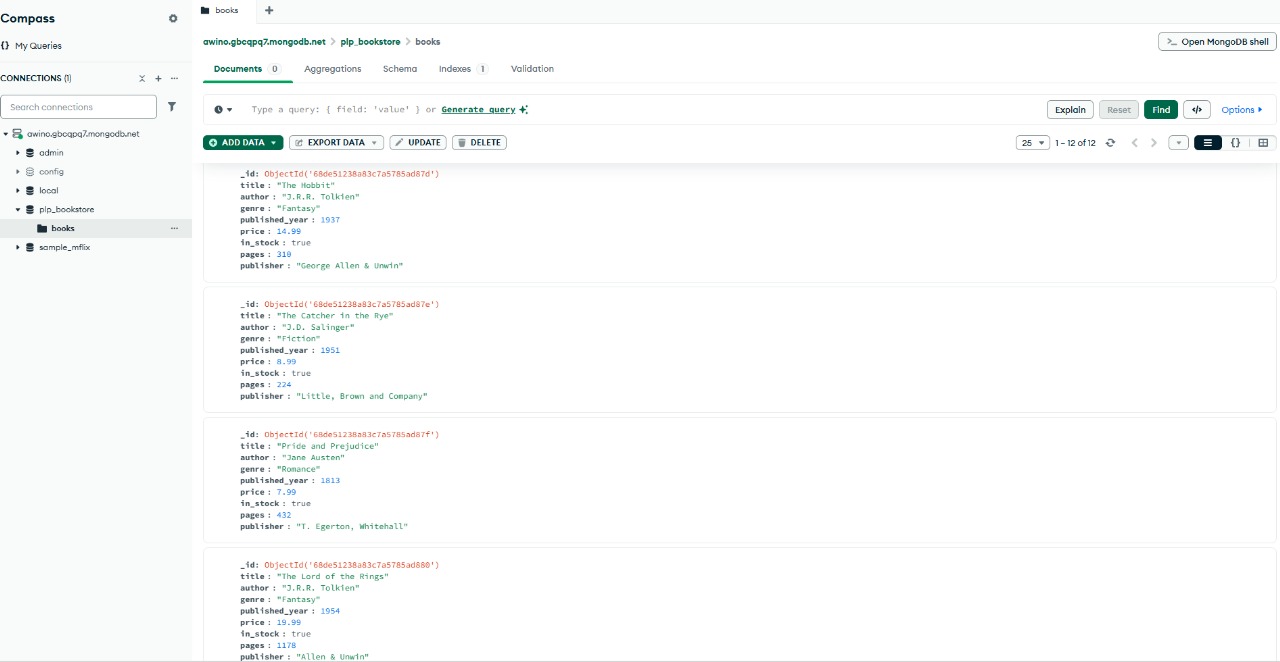 Compass
My Queries
CONNECTIONS (1)
Search connections
awino.gbcqpq7.mongodb.net
admin
config
local
plp_bookstore
books
sample_mflix
books
awino.gbcqpq7.mongodb.net > plp_bookstore > books
>_ Open MongoDB shell
Documents 0 Aggregations Schema Indexes 1 Validation
Type a query: { field: 'value' } or Generate query
Explain Reset Find </> Options
ADD DATA EXPORT DATA UPDATE DELETE
25 1 – 12 of 12 {}
_id: ObjectId('68de51238a83c7a5785ad87d')
title : "The Hobbit"
author : "J.R.R. Tolkien"
genre : "Fantasy"
published_year : 1937
price : 14.99
in_stock : true
pages : 310
publisher : "George Allen & Unwin"
_id: ObjectId('68de51238a83c7a5785ad87e')
title : "The Catcher in the Rye"
author : "J.D. Salinger"
genre : "Fiction"
published_year : 1951
price : 8.99
in_stock : true
pages : 224
publisher : "Little, Brown and Company"
_id: ObjectId('68de51238a83c7a5785ad87f')
title : "Pride and Prejudice"
author : "Jane Austen"
genre : "Romance"
published_year : 1813
price : 7.99
in_stock : true
pages : 432
publisher : "T. Egerton, Whitehall"
_id: ObjectId('68de51238a83c7a5785ad880')
title : "The Lord of the Rings"
author : "J.R.R. Tolkien"
genre : "Fantasy"
published_year : 1954
price : 19.99
in_stock : true
pages : 1178
publisher : "Allen & Unwin"